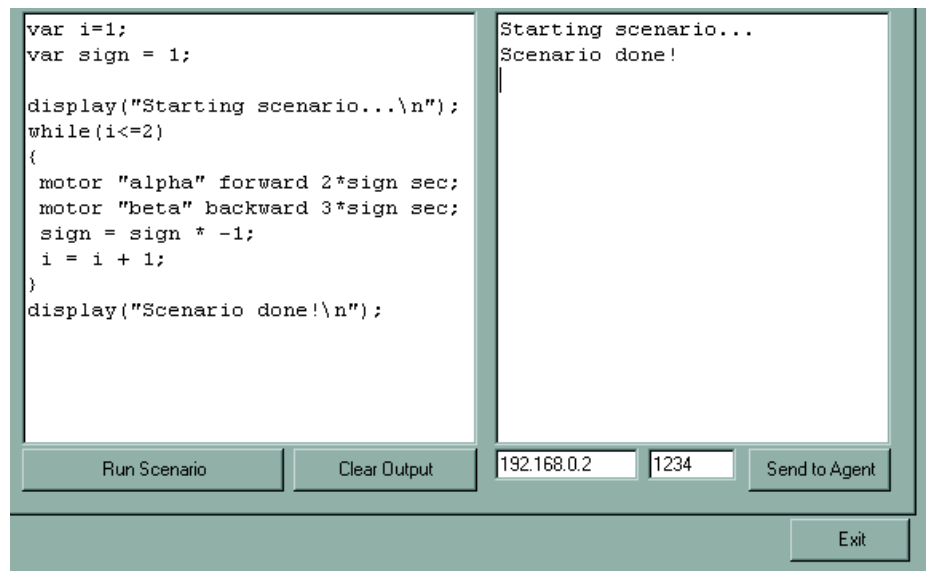 var i=1;
var sign = 1;
display("Starting scenario...\n");
while(i<=2)
{
motor "alpha" forward 2*sign sec;
motor "beta" backward 3*sign sec;
sign = sign * -1;
i = i + 1;
}
display("Scenario done!\n");
Starting scenario...
Scenario done!
Run Scenario
Clear Output
192.168.0.2
1234
Send to Agent
Exit